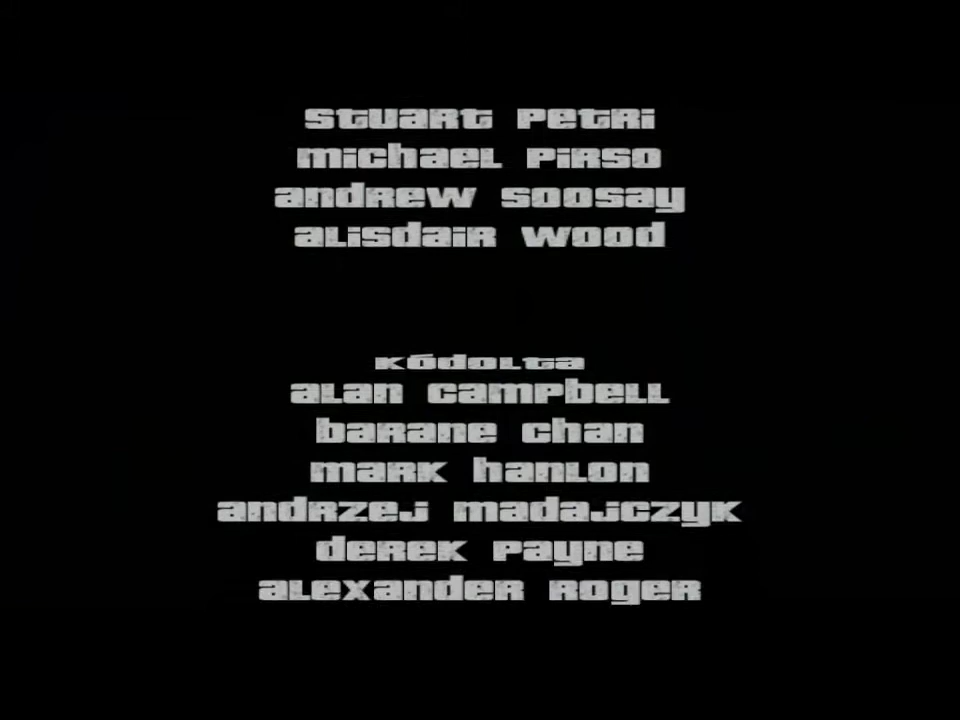 stuart petri
michael pirso
andrew soosay
alisdair wood
kódolta
alan campbell
barane chan
mark hanlon
andrzej madajczyk
derek payne
alexander roger